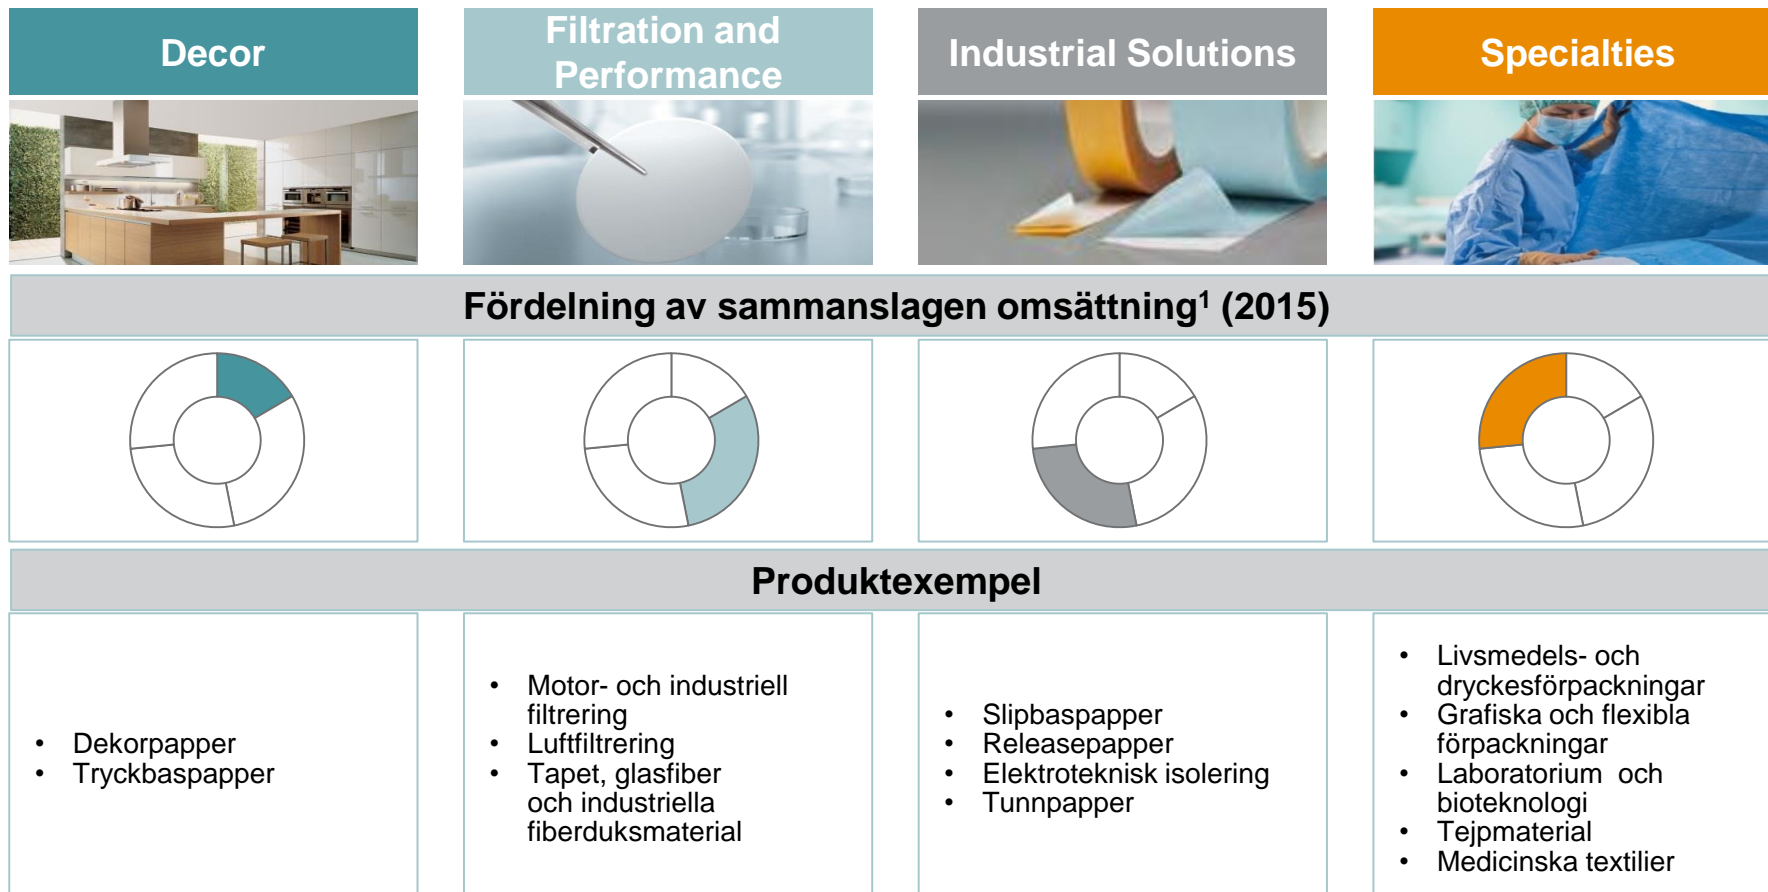 Decor
Filtration and
Performance
Industrial Solutions
Specialties
Fördelning av sammanslagen omsättning¹ (2015)
Produktexempel
• Dekorpapper
• Tryckbaspapper
• Motor- och industriell
filtrering
• Luftfiltrering
• Tapet, glasfiber
och industriella
fiberduksmaterial
• Slipbaspapper
• Releasepapper
• Elektroteknisk isolering
• Tunnpapper
• Livsmedels- och
dryckesförpackningar
• Grafiska och flexibla
förpackningar
• Laboratorium och
bioteknologi
• Tejpmaterial
• Medicinska textilier